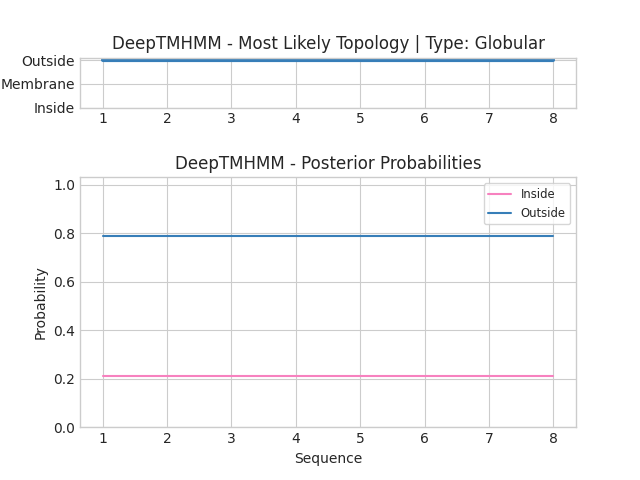 DeepTMHMM - Most Likely Topology | Type: Globular
Outside
Membrane
Inside
1 2 3 4 5 6 7 8
DeepTMHMM - Posterior Probabilities
1.0
0.8
0.6
0.4
0.2
0.0
Probability
Inside
Outside
1 2 3 4 5 6 7 8
Sequence